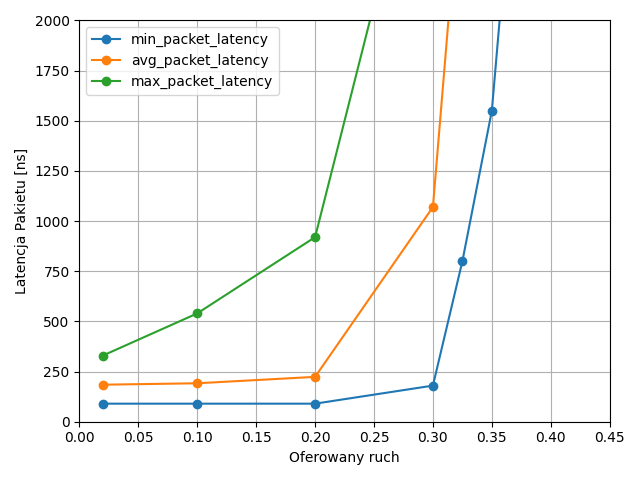 2000
1750
1500
1250
1000
750
500
250
0
Latencja Pakietu [ns]
min_packet_latency
avg_packet_latency
max_packet_latency
0.00 0.05 0.10 0.15 0.20 0.25 0.30 0.35 0.40 0.45
Oferowany ruch